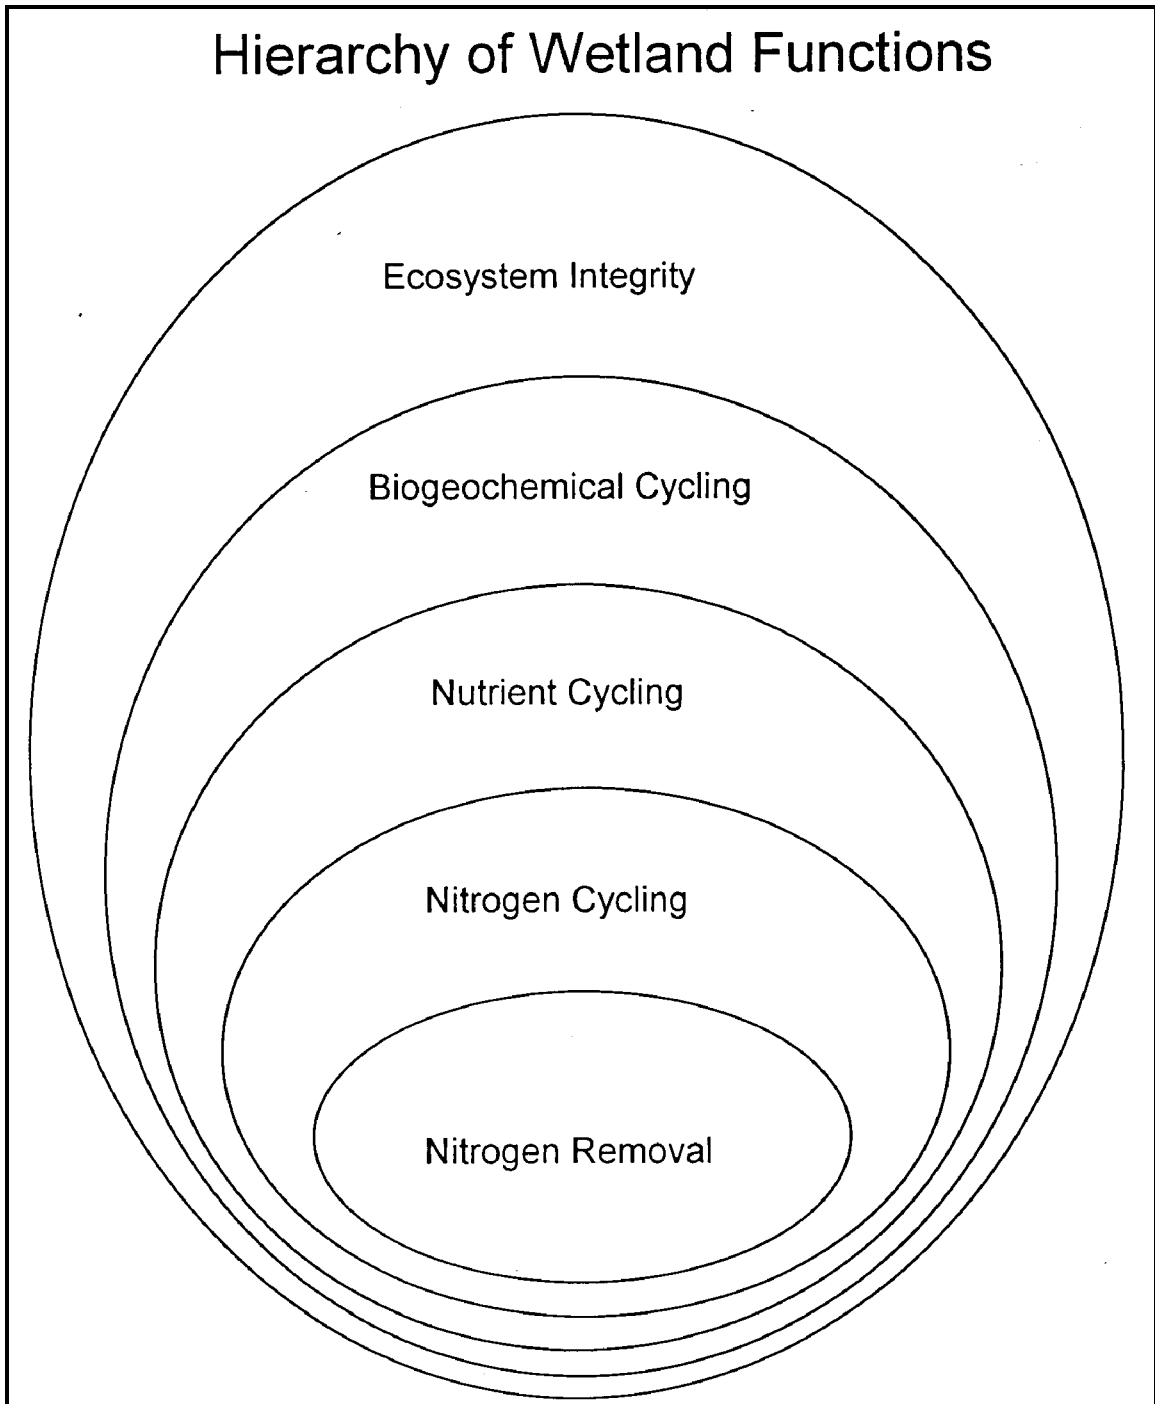 Hierarchy of Wetland Functions
Ecosystem Integrity
Biogeochemical Cycling
Nutrient Cycling
Nitrogen Cycling
Nitrogen Removal